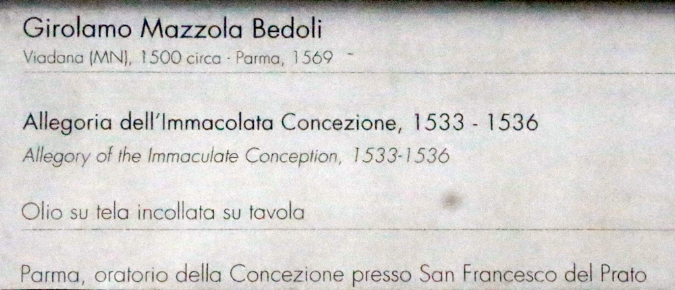 Girolamo Mazzola Bedoli
Viadana (MN), 1500 circa - Parma, 1569
Allegoria dell'Immacolata Concezione, 1533 - 1536
Allegory of the Immaculate Conception, 1533-1536
Olio su tela incollata su tavola
Parma, oratorio della Concezione presso San Francesco del Prato